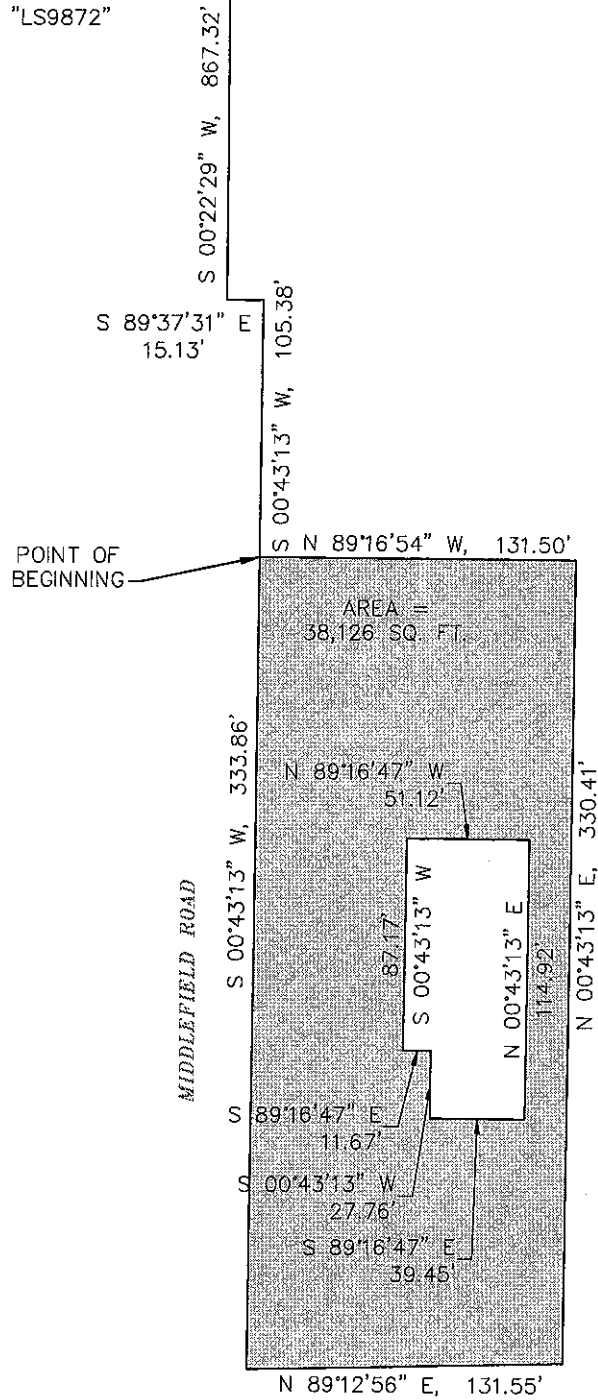 "LS9872"
S 00°22'29" W, 867.32'
S 89°37'31" E
15.13'
S 00°43'13" W, 105.38'
POINT OF
BEGINNING
N 89°16'54" W, 131.50'
AREA =
38,126 SQ. FT.
MIDDLEFIELD ROAD
S 00°43'13" W, 333.86'
N 89°16'47" W
51.12'
87.17'
S 00°43'13" W
N 00°43'13" E
114.92'
N 00°43'13" E, 330.41'
S 89°16'47" E
11.67'
S 00°43'13" W
27.76'
S 89°16'47" E
39.45'
N 89°12'56" E, 131.55'